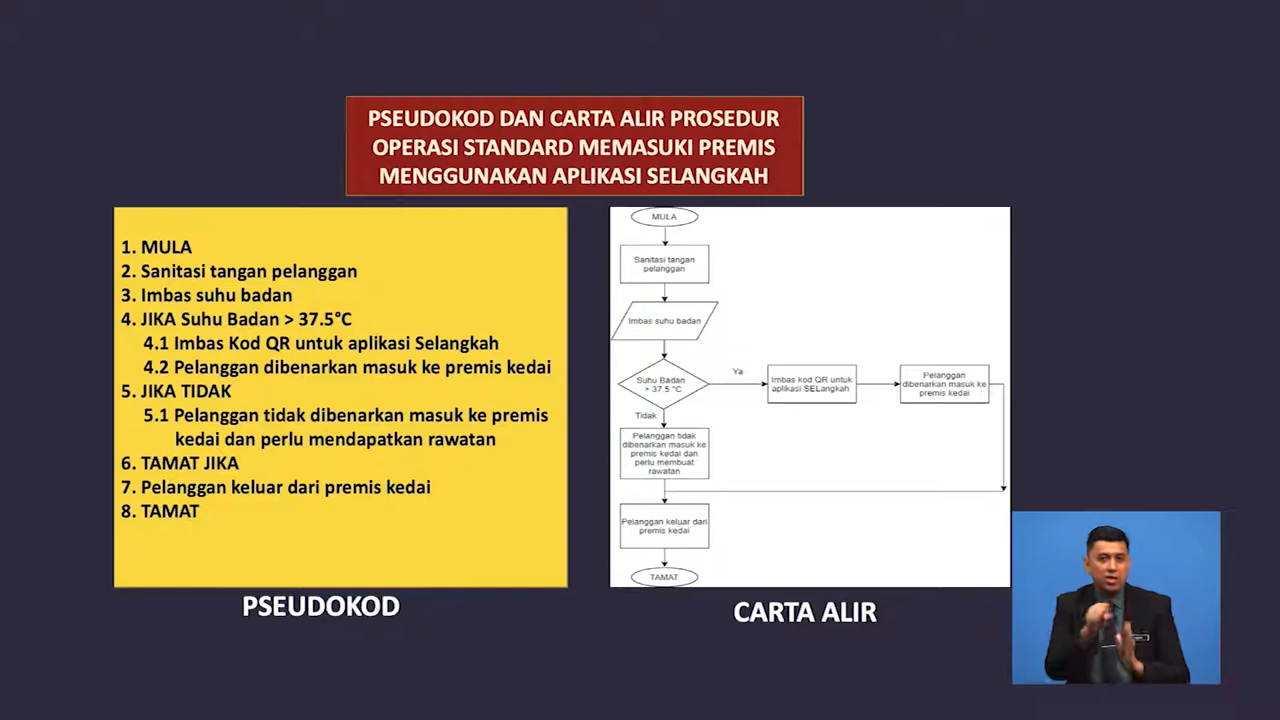 PSEUDOKOD DAN CARTA ALIR PROSEDUR
OPERASI STANDARD MEMASUKI PREMIS
MENGGUNAKAN APLIKASI SELANGKAH
1. MULA
2. Sanitasi tangan pelanggan
3. Imbas suhu badan
4. JIKA Suhu Badan > 37.5°C
4.1 Imbas Kod QR untuk aplikasi Selangkah
4.2 Pelanggan dibenarkan masuk ke premis kedai
5. JIKA TIDAK
5.1 Pelanggan tidak dibenarkan masuk ke premis
kedai dan perlu mendapatkan rawatan
6. TAMAT JIKA
7. Pelanggan keluar dari premis kedai
8. TAMAT
PSEUDOKOD
MULA
Sanitasi tangan
pelanggan
Imbas suhu badan
Suhu Badan
> 37.5 °C
Ya
Imbas kod QR untuk
aplikasi SELangkah
Pelanggan
dibenarkan masuk ke
premis kedai
Tidak
Pelanggan tidak
dibenarkan masuk ke
premis kedai dan
perlu membuat
rawatan
Pelanggan keluar dari
premis kedai
TAMAT
CARTA ALIR